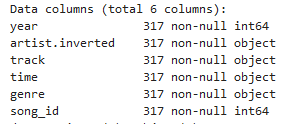 Data columns (total 6 columns):
year 317 non-null int64
artist.inverted 317 non-null object
track 317 non-null object
time 317 non-null object
genre 317 non-null object
song_id 317 non-null int64